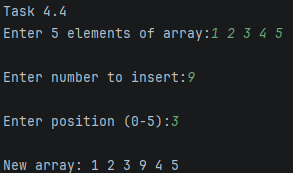 Task 4.4
Enter 5 elements of array:1 2 3 4 5
Enter number to insert:9
Enter position (0-5):3
New array: 1 2 3 9 4 5